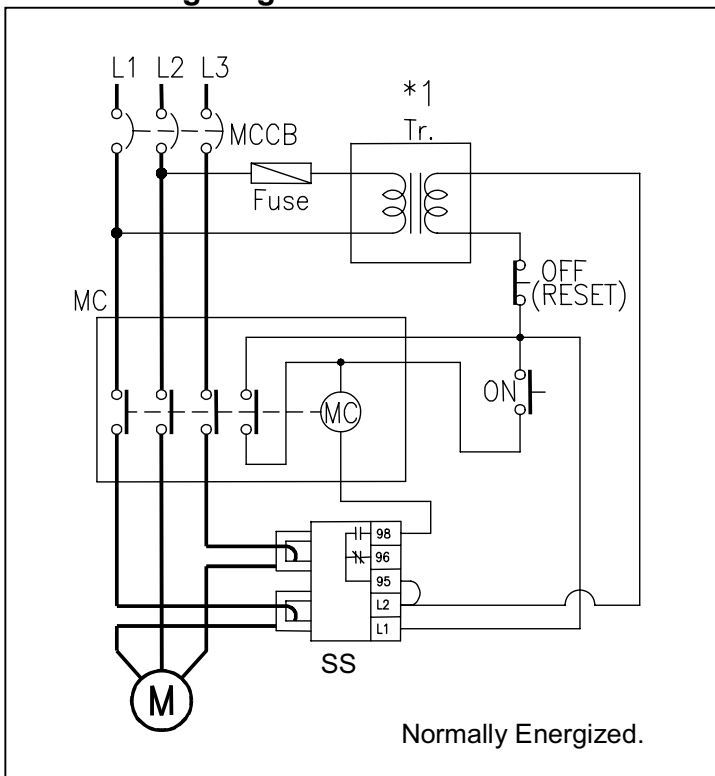 L1 L2 L3
*1
Tr.
MCCB
Fuse
OFF
(RESET)
MC
ON
MC
98
96
95
L2
L1
SS
M
Normally Energized.